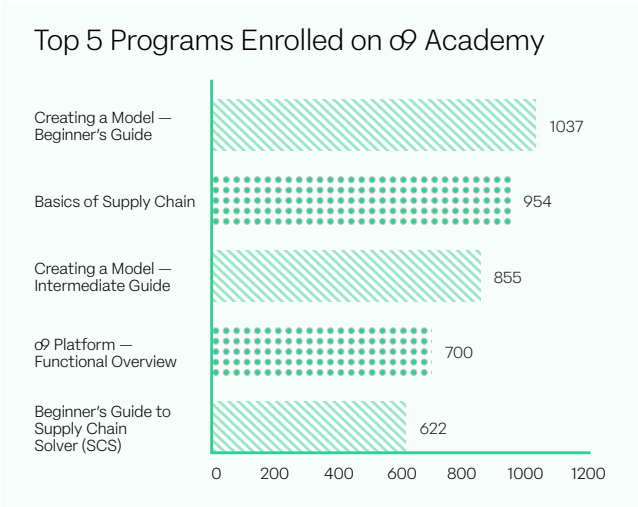 Top 5 Programs Enrolled on o9 Academy
Creating a Model —
Beginner's Guide
1037
Basics of Supply Chain
954
Creating a Model —
Intermediate Guide
855
o9 Platform —
Functional Overview
700
Beginner's Guide to
Supply Chain
Solver (SCS)
622
0 200 400 600 800 1000 1200